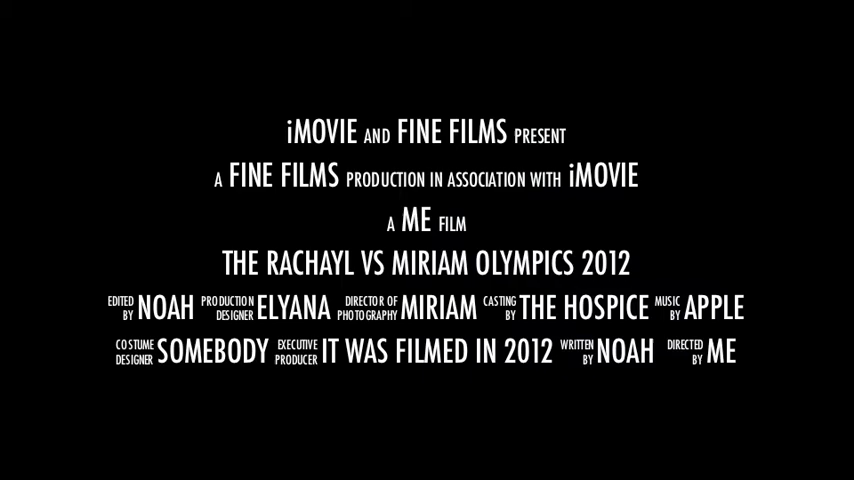 iMOVIE AND FINE FILMS PRESENT
A FINE FILMS PRODUCTION IN ASSOCIATION WITH iMOVIE
A ME FILM
THE RACHAYL VS MIRIAM OLYMPICS 2012
EDITED BY NOAH PRODUCTION DESIGNER ELYANA DIRECTOR OF PHOTOGRAPHY MIRIAM CASTING BY THE HOSPICE MUSIC BY APPLE
COSTUME DESIGNER SOMEBODY EXECUTIVE PRODUCER IT WAS FILMED IN 2012 WRITTEN BY NOAH DIRECTED BY ME